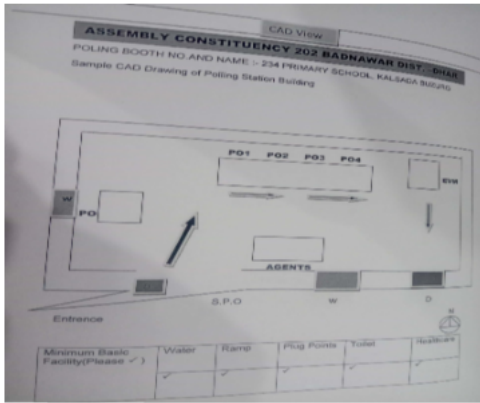 CAD View
ASSEMBLY CONSTITUENCY 202 BADNAWAR DIST. -DHAR
POLING BOOTH NO.AND NAME :- 234 PRIMARY SCHOOL, KALSADA BUZURG
Sample CAD Drawing of Polling Station Building
PO1 PO2 PO3 PO4
EVM
W
PO
AGENTS
S.P.O W D
Entrence
N
Minimum Basic Facility(Please ✓) Water Ramp Plug Points Toilet Healthcare
✓ ✓ ✓ ✓ ✓